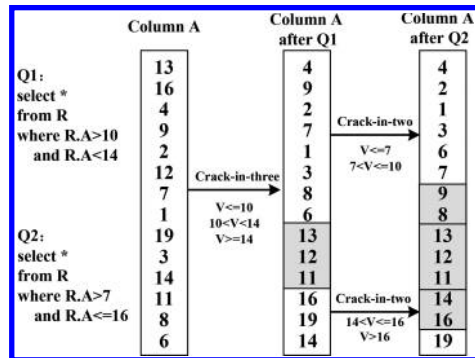 Column A
Column A
after Q1
Column A
after Q2
Q1:
select *
from R
where R.A>10
and R.A<14
Q2:
select *
from R
where R.A>7
and R.A<=16
13
16
4
9
2
12
7
1
19
3
14
11
8
6
Crack-in-three
V<=10
10<V<14
V>=14
4
9
2
7
1
3
8
6
13
12
11
16
19
14
Crack-in-two
V<=7
7<V<=10
Crack-in-two
14<V<=16
V>16
4
2
1
3
6
7
9
8
13
12
11
14
16
19